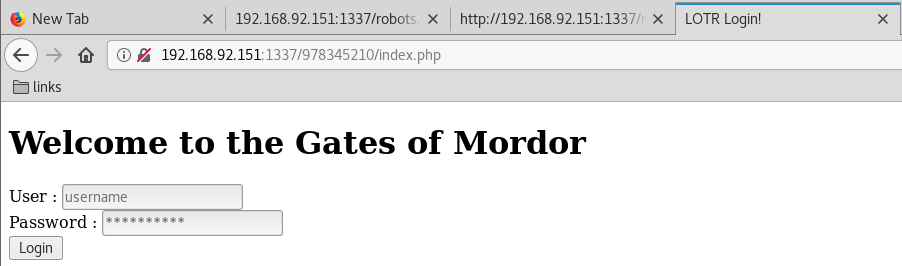 New Tab
192.168.92.151:1337/robots.
http://192.168.92.151:1337/
LOTR Login!
192.168.92.151:1337/978345210/index.php
links
Welcome to the Gates of Mordor
User : username
Password : **********
Login